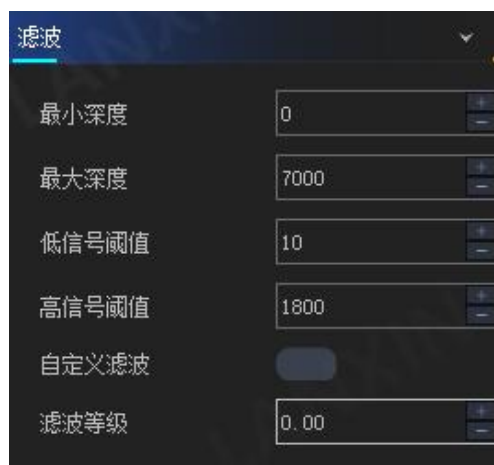 滤波
最小深度 0
最大深度 7000
低信号阈值 10
高信号阈值 1800
自定义滤波
滤波等级 0.00